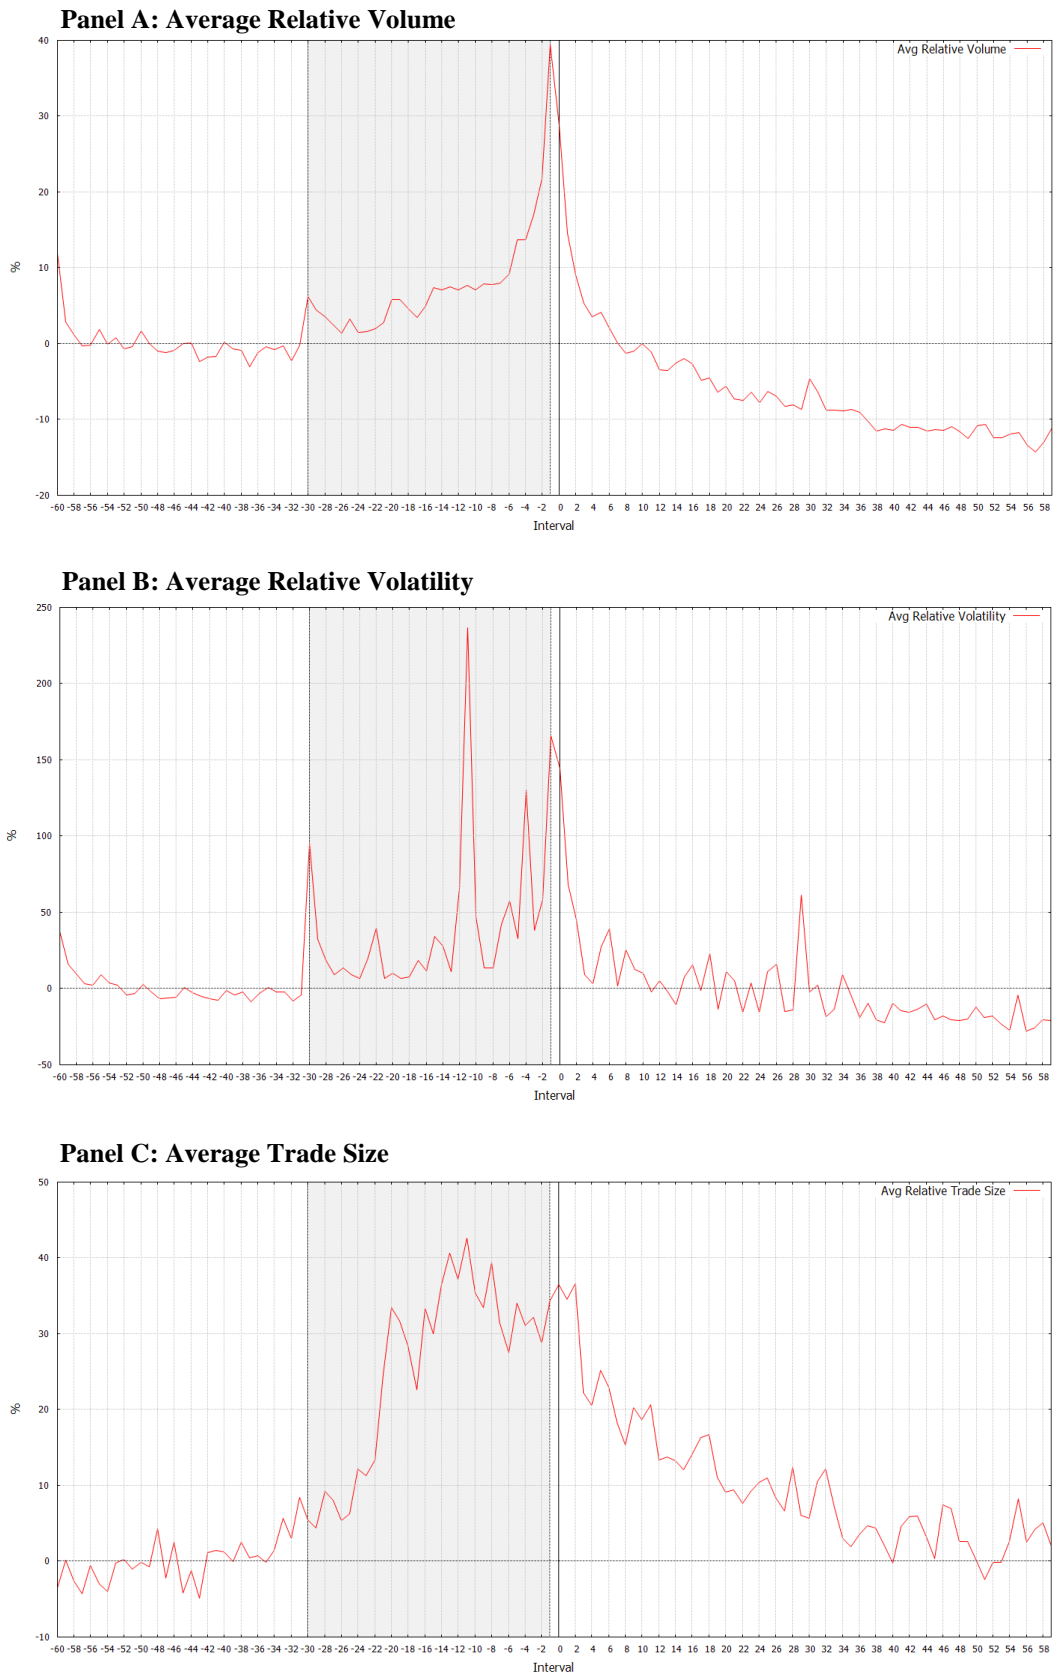 Panel A: Average Relative Volume
40
Avg Relative Volume
30
20
10
%
0
-10
-20
-60 -58 -56 -54 -52 -50 -48 -46 -44 -42 -40 -38 -36 -34 -32 -30 -28 -26 -24 -22 -20 -18 -16 -14 -12 -10 -8 -6 -4 -2 0 2 4 6 8 10 12 14 16 18 20 22 24 26 28 30 32 34 36 38 40 42 44 46 48 50 52 54 56 58
Interval
Panel B: Average Relative Volatility
250
Avg Relative Volatility
200
150
100
%
50
0
-50
-60 -58 -56 -54 -52 -50 -48 -46 -44 -42 -40 -38 -36 -34 -32 -30 -28 -26 -24 -22 -20 -18 -16 -14 -12 -10 -8 -6 -4 -2 0 2 4 6 8 10 12 14 16 18 20 22 24 26 28 30 32 34 36 38 40 42 44 46 48 50 52 54 56 58
Interval
Panel C: Average Trade Size
50
Avg Relative Trade Size
40
30
20
%
10
0
-10
-60 -58 -56 -54 -52 -50 -48 -46 -44 -42 -40 -38 -36 -34 -32 -30 -28 -26 -24 -22 -20 -18 -16 -14 -12 -10 -8 -6 -4 -2 0 2 4 6 8 10 12 14 16 18 20 22 24 26 28 30 32 34 36 38 40 42 44 46 48 50 52 54 56 58
Interval